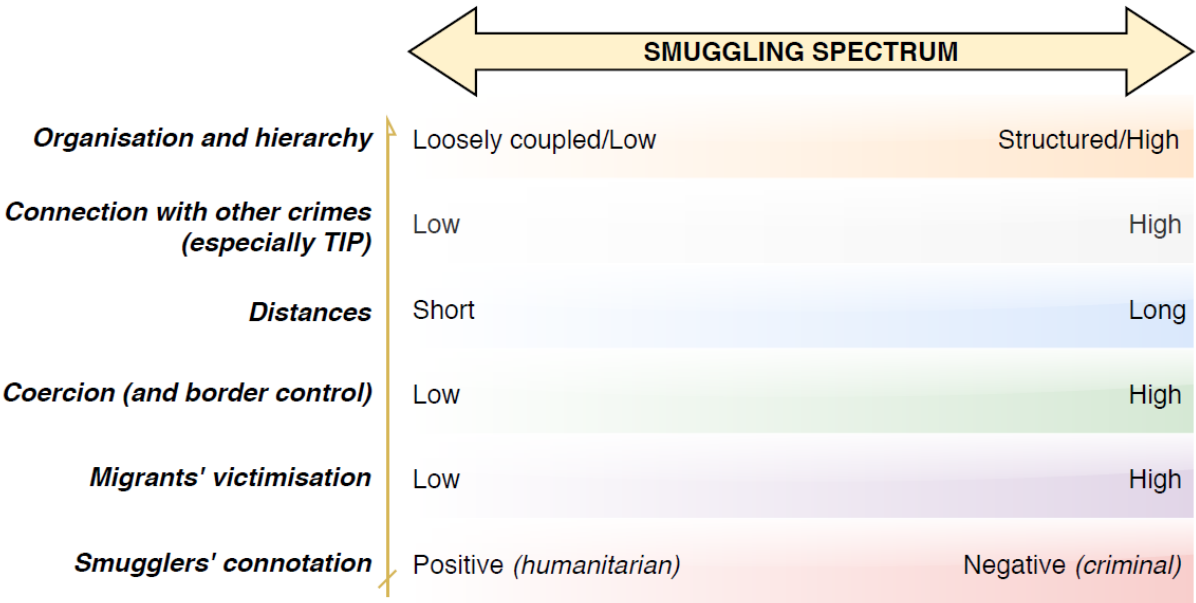 SMUGGLING SPECTRUM
Organisation and hierarchy Loosely coupled/Low Structured/High
Connection with other crimes
(especially TIP) Low High
Distances Short Long
Coercion (and border control) Low High
Migrants' victimisation Low High
Smugglers' connotation Positive (humanitarian) Negative (criminal)